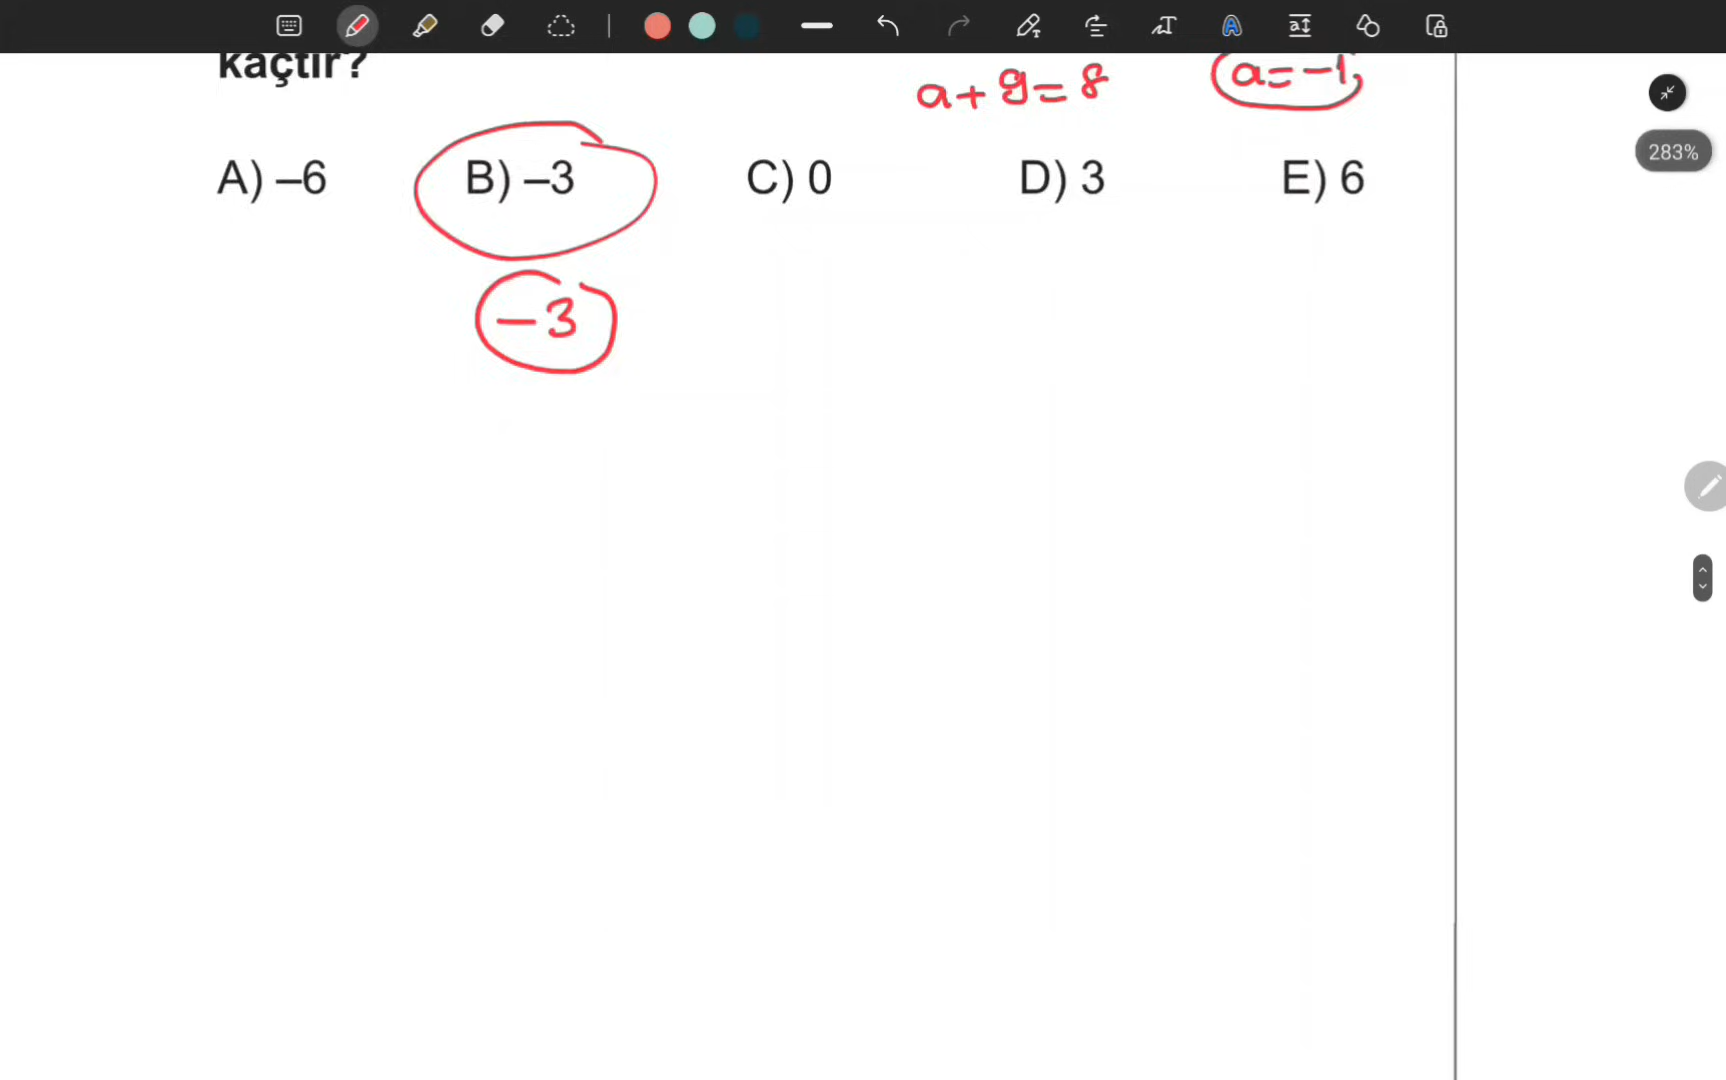 kaçtır?
a+9=8 a=-1
A) –6 B) –3 C) 0 D) 3 E) 6
-3
283%